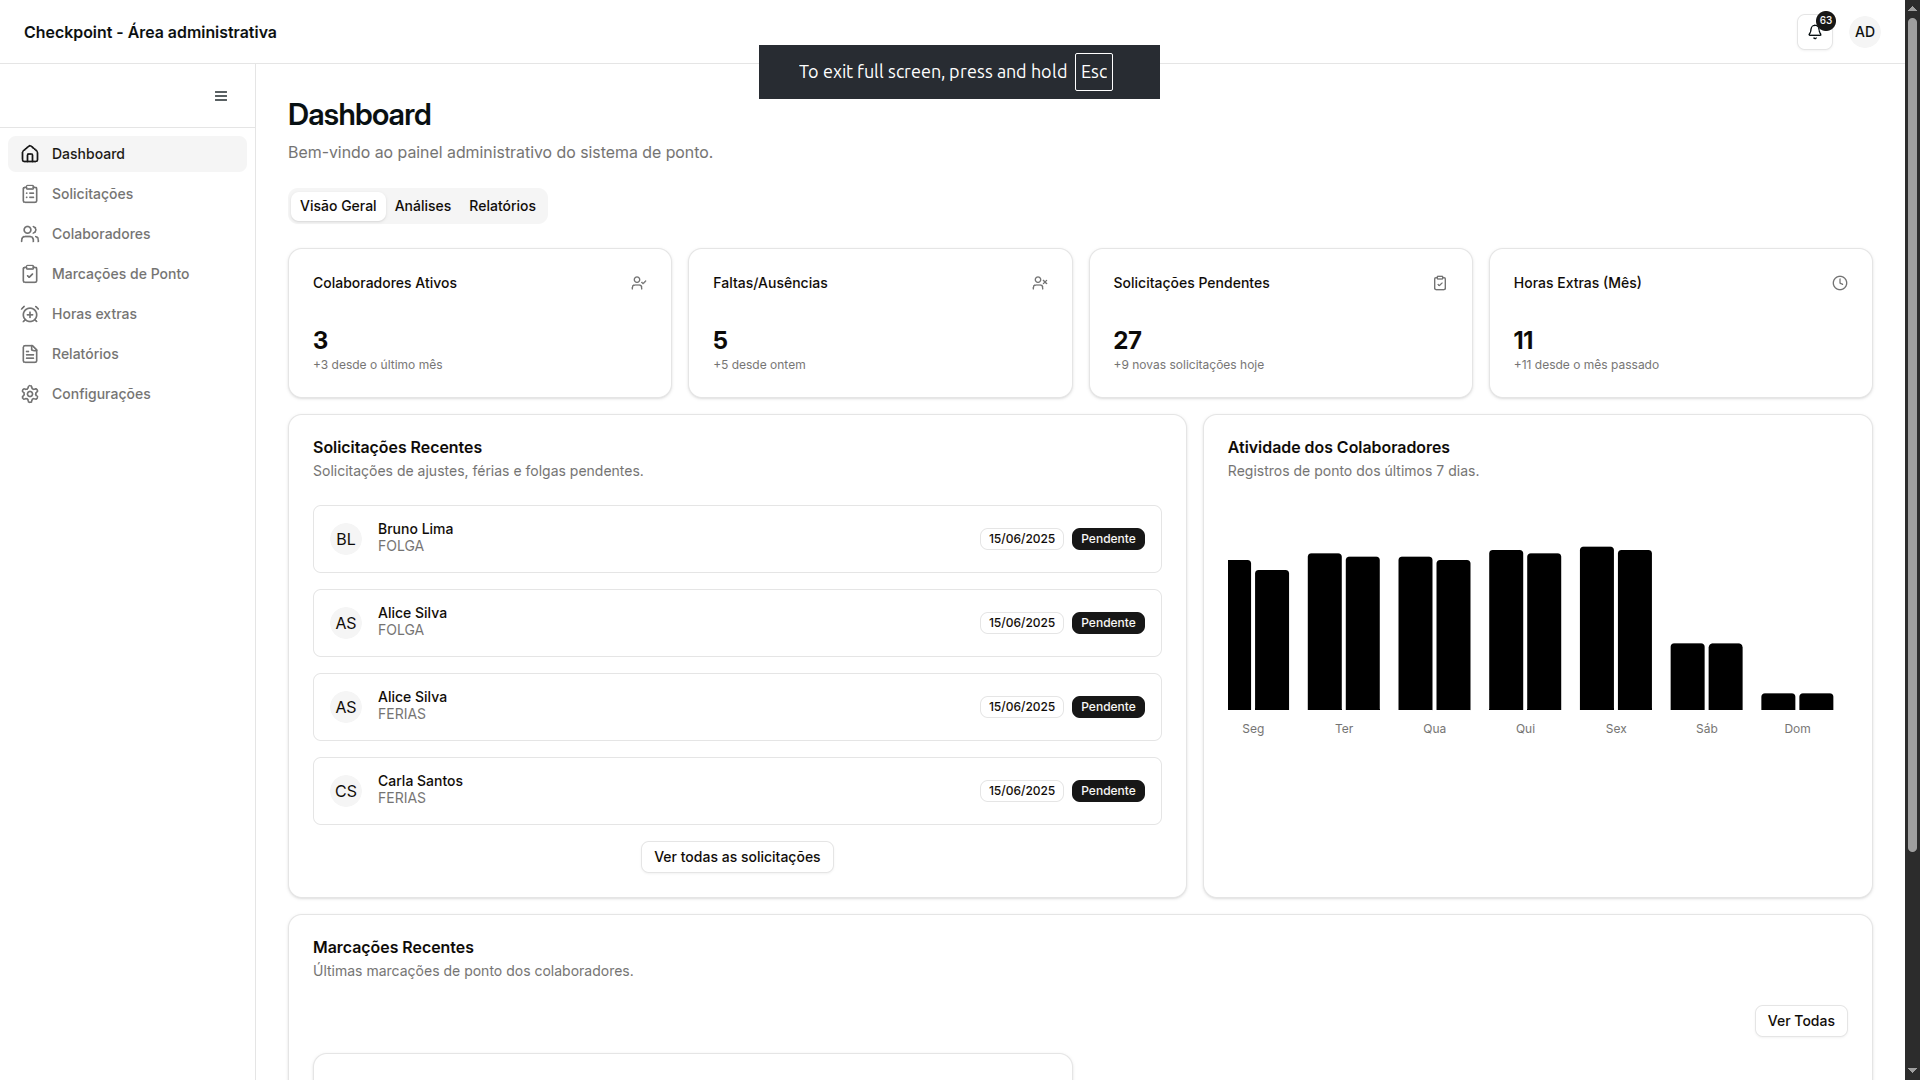 Checkpoint - Área administrativa
63
AD
To exit full screen, press and hold Esc
Dashboard
Solicitações
Colaboradores
Marcações de Ponto
Horas extras
Relatórios
Configurações
Dashboard
Bem-vindo ao painel administrativo do sistema de ponto.
Visão Geral Análises Relatórios
Colaboradores Ativos
3
+3 desde o último mês
Faltas/Ausências
5
+5 desde ontem
Solicitações Pendentes
27
+9 novas solicitações hoje
Horas Extras (Mês)
11
+11 desde o mês passado
Solicitações Recentes
Solicitações de ajustes, férias e folgas pendentes.
BL
Bruno Lima
FOLGA
15/06/2025 Pendente
AS
Alice Silva
FOLGA
15/06/2025 Pendente
AS
Alice Silva
FERIAS
15/06/2025 Pendente
CS
Carla Santos
FERIAS
15/06/2025 Pendente
Ver todas as solicitações
Atividade dos Colaboradores
Registros de ponto dos últimos 7 dias.
Seg Ter Qua Qui Sex Sáb Dom
Marcações Recentes
Últimas marcações de ponto dos colaboradores.
Ver Todas